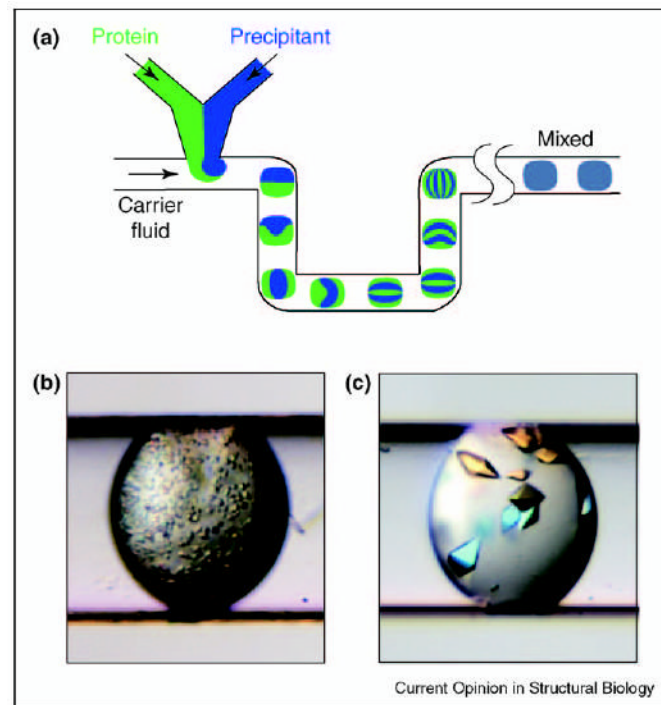 (a)
Protein
Precipitant
Mixed
Carrier
fluid
(b)
(c)
Current Opinion in Structural Biology